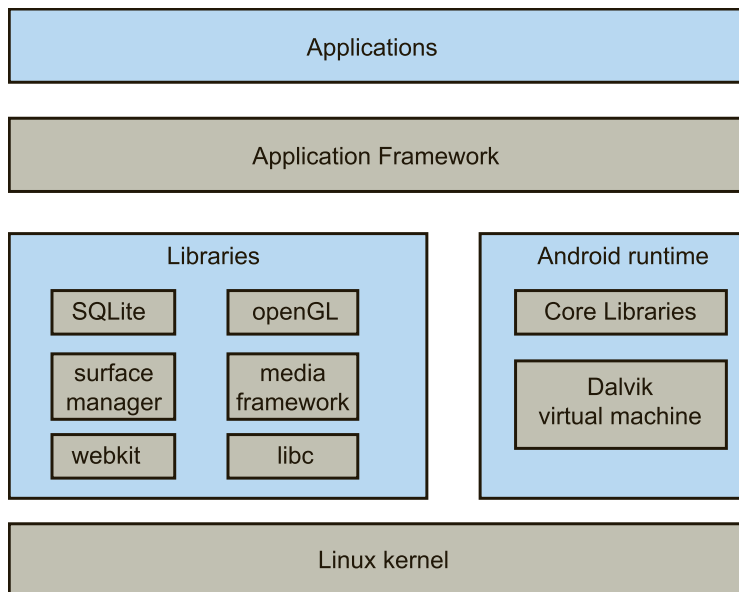 Applications
Application Framework
Libraries
SQLite
openGL
surface
manager
media
framework
webkit
libc
Android runtime
Core Libraries
Dalvik
virtual machine
Linux kernel